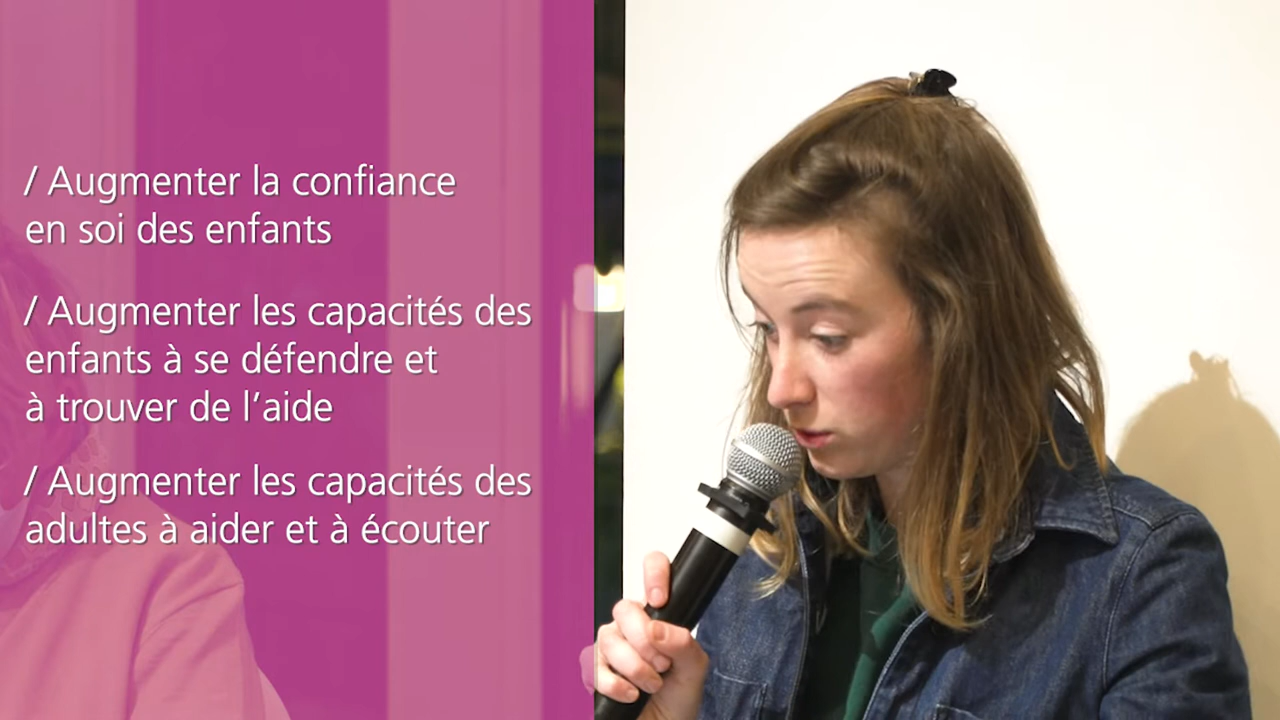 / Augmenter la confiance
en soi des enfants
/ Augmenter les capacités des
enfants à se défendre et
à trouver de l’aide
/ Augmenter les capacités des
adultes à aider et à écouter